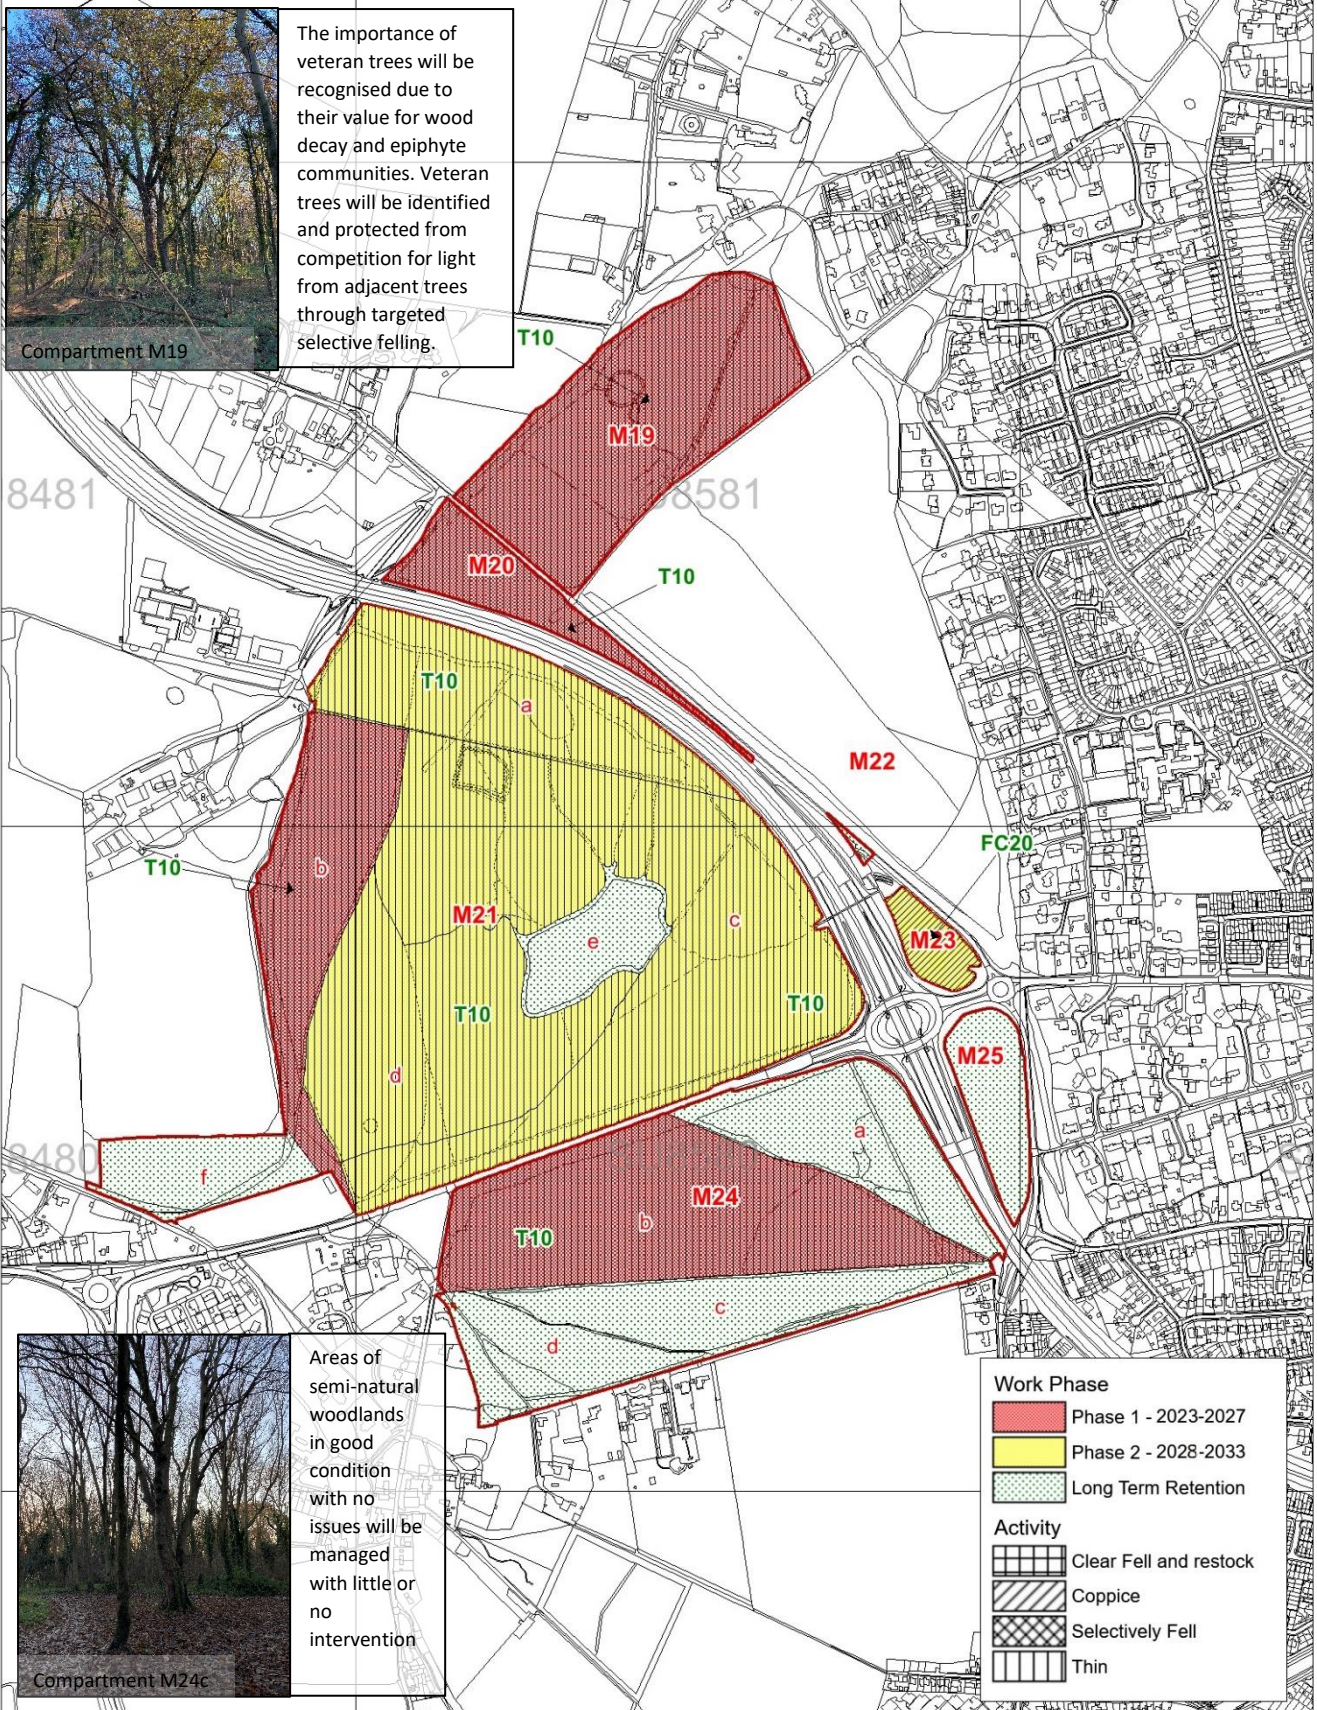 The importance of
veteran trees will be
recognised due to
their value for wood
decay and epiphyte
communities. Veteran
trees will be identified
and protected from
competition for light
from adjacent trees
through targeted
selective felling.
Compartment M19
T10
M19
8481
8581
M20
T10
T10
a
M22
FC20
T10
b
M21
c
M23
e
T10
T10
M25
d
a
8480
f
M24
b
T10
c
d
Areas of
semi-natural
woodlands
in good
condition
with no
issues will be
managed
with little or
no
intervention
Compartment M24c
Work Phase
Phase 1 - 2023-2027
Phase 2 - 2028-2033
Long Term Retention
Activity
Clear Fell and restock
Coppice
Selectively Fell
Thin